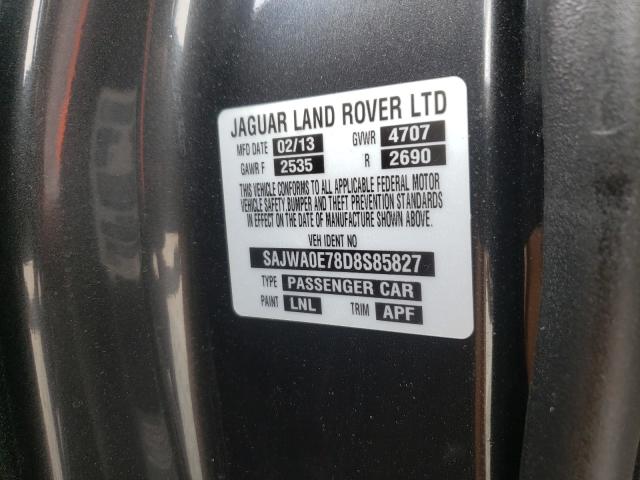 JAGUAR LAND ROVER LTD
MFD DATE 02/13 GVWR 4707
GAWR F 2535 R 2690
THIS VEHICLE CONFORMS TO ALL APPLICABLE FEDERAL MOTOR
VEHICLE SAFETY, BUMPER AND THEFT PREVENTION STANDARDS
IN EFFECT ON THE DATE OF MANUFACTURE SHOWN ABOVE.
VEH IDENT NO
SAJWA0E78D8S85827
TYPE PASSENGER CAR
PAINT LNL TRIM APF